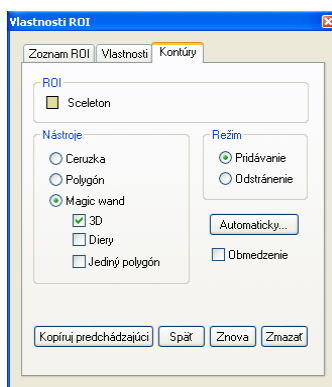 Vlastnosti ROI
Zoznam ROI Vlastnosti Kontúry
ROI
Sceleton
Nástroje
Režim
Ceruzka
Pridávanie
Polygón
Odstránenie
Magic wand
3D
Automaticky...
Diery
Obmedzenie
Jediný polygón
Kopíruj predchádzajúci Späť Znova Zmazať